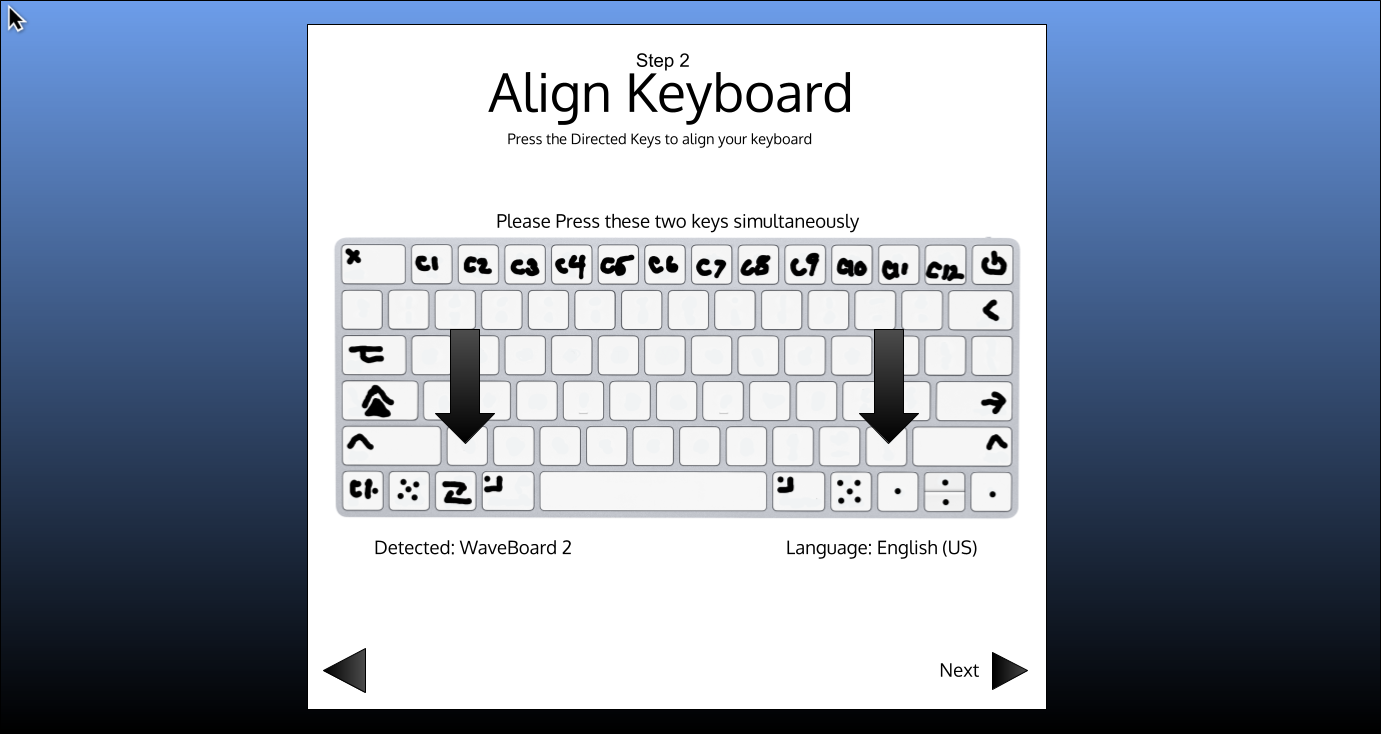 Step 2
Align Keyboard
Press the Directed Keys to align your keyboard
Please Press these two keys simultaneously
x C1 C2 C3 C4 C5 C6 C7 C8 C9 C10 C11 C12
Detected: WaveBoard 2
Language: English (US)
Next